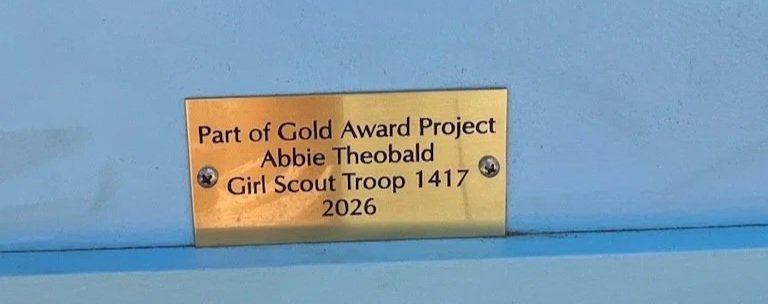 Part of Gold Award Project
Abbie Theobald
Girl Scout Troop 1417
2026